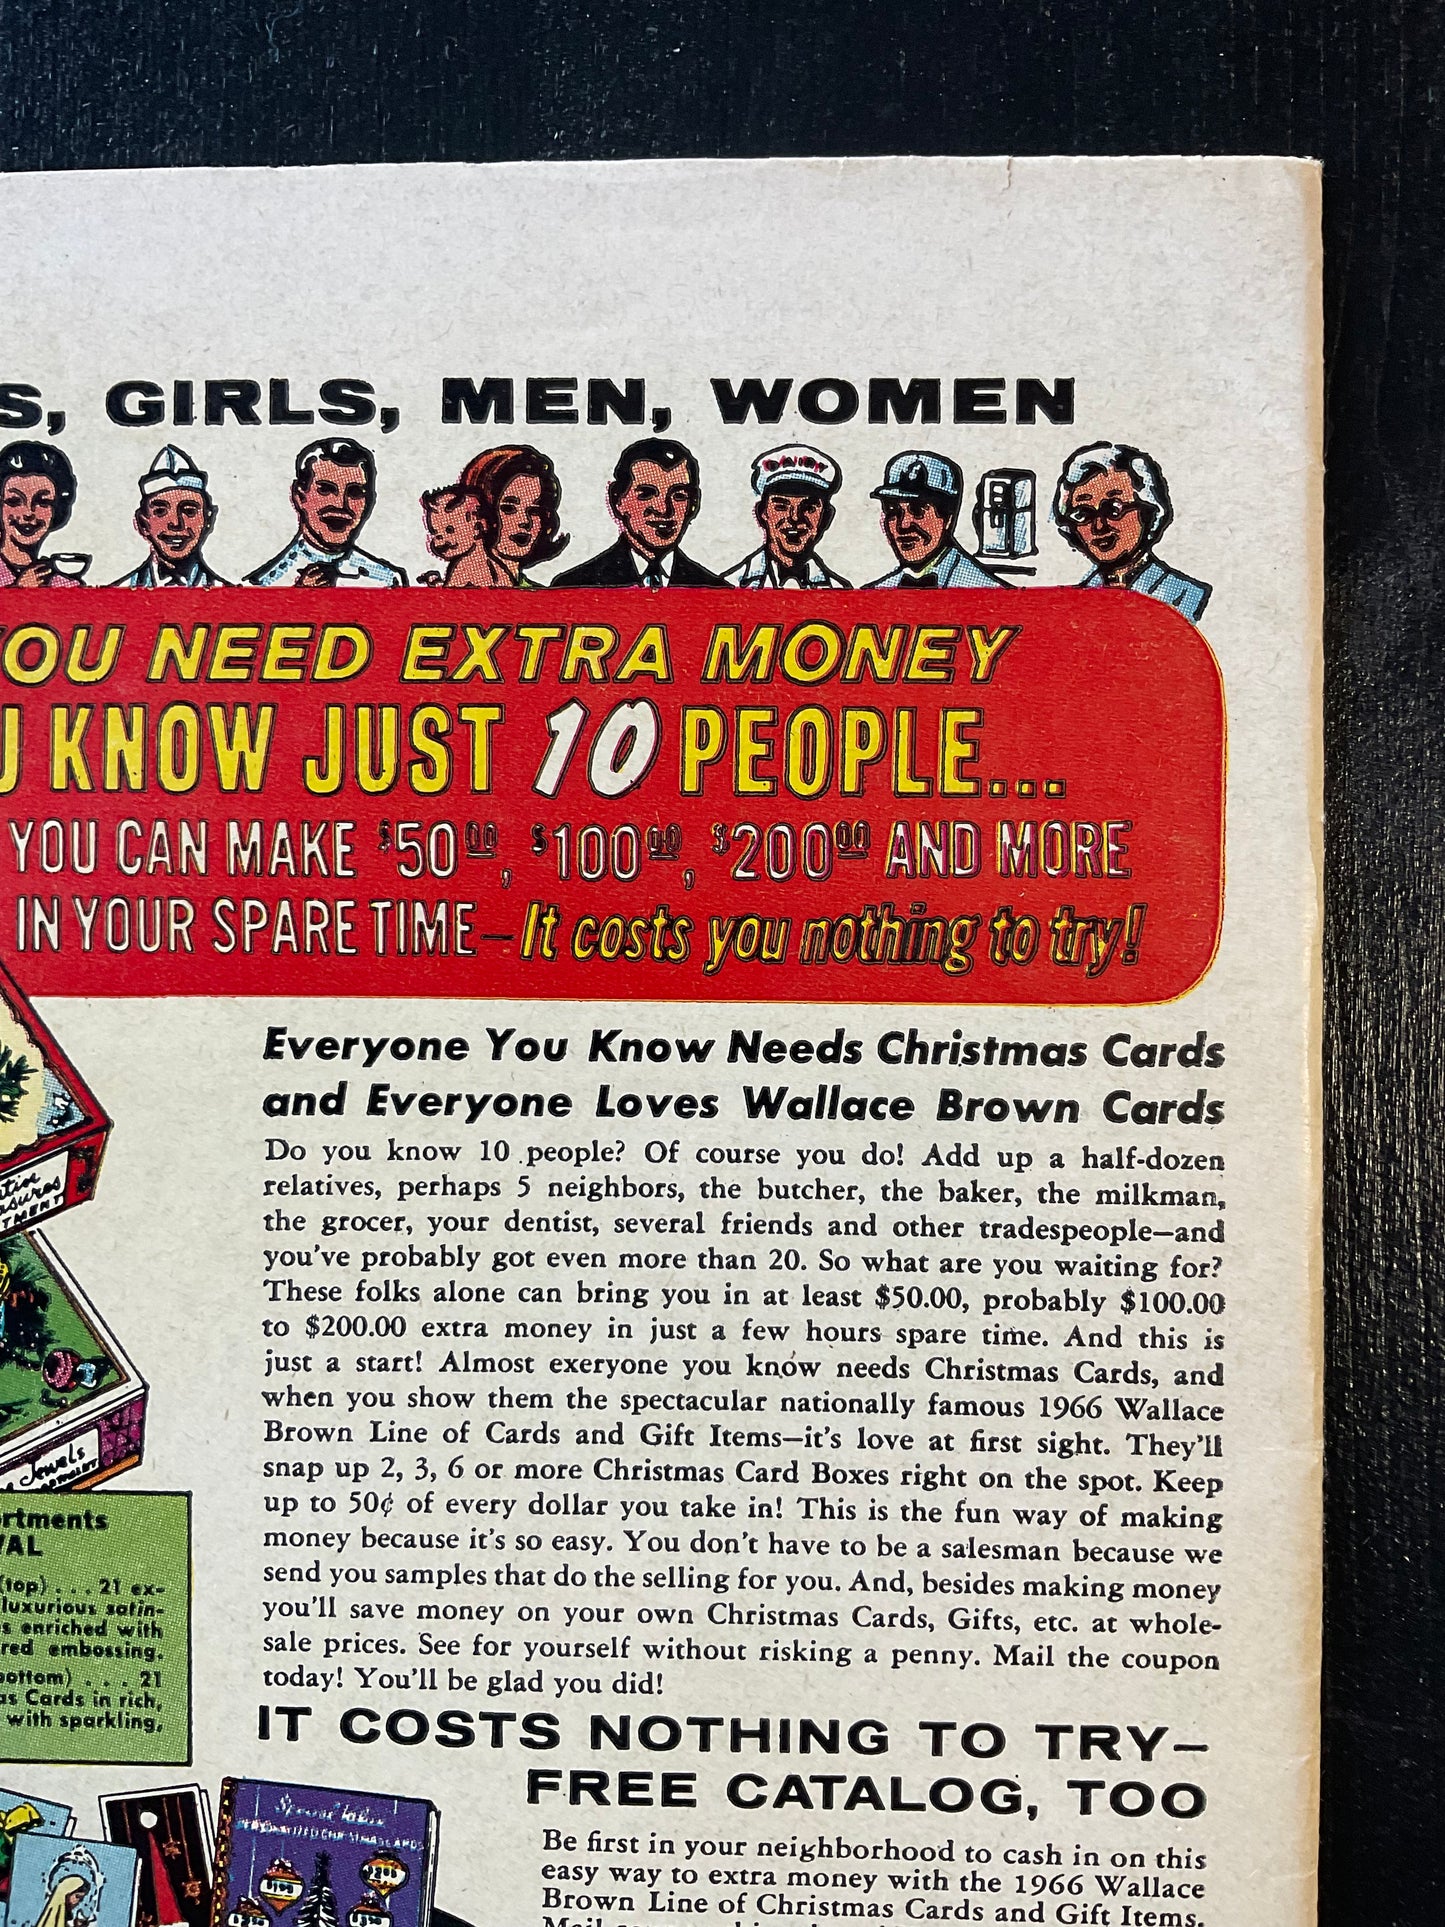 S, GIRLS, MEN, WOMEN
DAIRY
OU NEED EXTRA MONEY
U KNOW JUST 10 PEOPLE...
YOU CAN MAKE $50.00, $100.00, $200.00 AND MORE
IN YOUR SPARE TIME—It costs you nothing to try!
Everyone You Know Needs Christmas Cards
and Everyone Loves Wallace Brown Cards
Do you know 10 people? Of course you do! Add up a half-dozen
relatives, perhaps 5 neighbors, the butcher, the baker, the milkman,
the grocer, your dentist, several friends and other tradespeople—and
you've probably got even more than 20. So what are you waiting for?
These folks alone can bring you in at least $50.00, probably $100.00
to $200.00 extra money in just a few hours spare time. And this is
just a start! Almost exeryone you know needs Christmas Cards, and
when you show them the spectacular nationally famous 1966 Wallace
Brown Line of Cards and Gift Items—it's love at first sight. They'll
snap up 2, 3, 6 or more Christmas Card Boxes right on the spot. Keep
up to 50¢ of every dollar you take in! This is the fun way of making
money because it's so easy. You don't have to be a salesman because we
send you samples that do the selling for you. And, besides making money
you'll save money on your own Christmas Cards, Gifts, etc. at whole-
sale prices. See for yourself without risking a penny. Mail the coupon
today! You'll be glad you did!
tin
asures
TMENT
Jewels
rtments
VAL
(top) . . . 21 ex-
luxurious satin-
s enriched with
red embossing.
bottom) . . . 21
as Cards in rich,
with sparkling,
IT COSTS NOTHING TO TRY—
FREE CATALOG, TOO
Be first in your neighborhood to cash in on this
easy way to extra money with the 1966 Wallace
Brown Line of Christmas Cards and Gift Items.
Special Value
PERSONALIZED CHRISTMAS CARDS